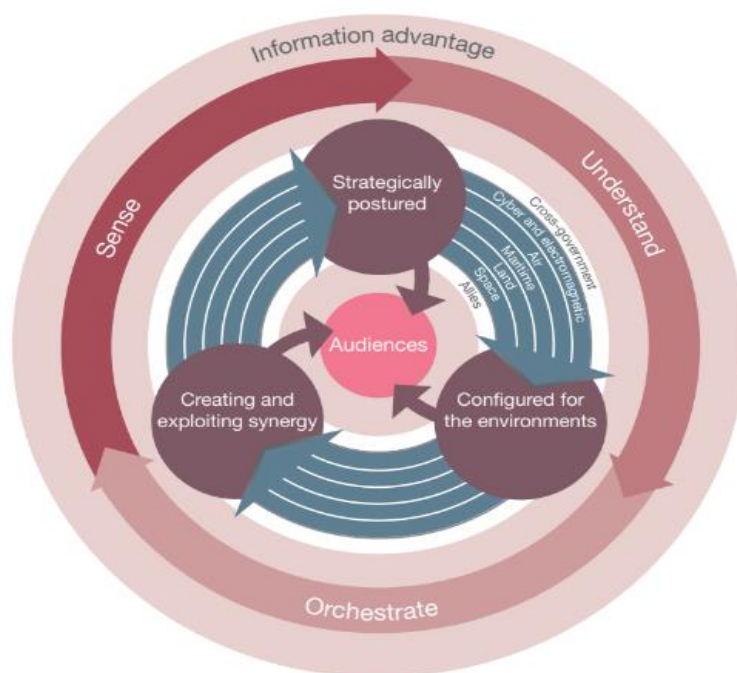 Information advantage
Sense
Understand
Strategically
postured
Cross-government
Cyber and electromagnetic
Air
Maritime
Land
Space
Allies
Audiences
Creating and
exploiting synergy
Configured for
the environments
Orchestrate